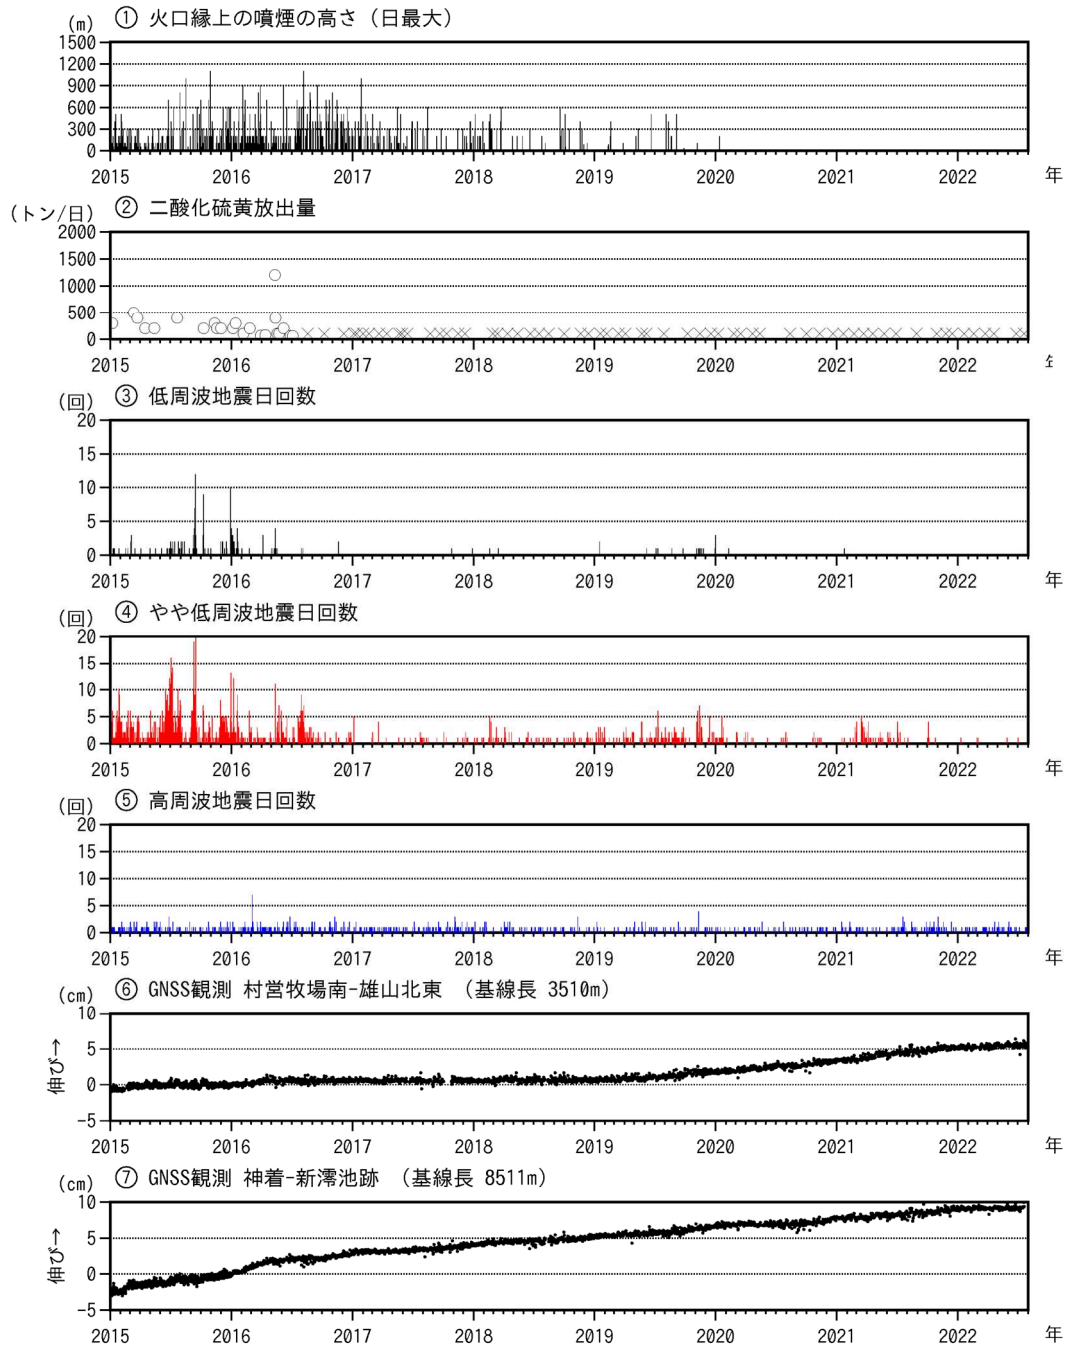 (m) ① 火口縁上の噴煙の高さ（日最大）
1500
1200
900
600
300
0
2015 2016 2017 2018 2019 2020 2021 2022 年
(トン/日) ② 二酸化硫黄放出量
2000
1500
1000
500
0
2015 2016 2017 2018 2019 2020 2021 2022 年
(回) ③ 低周波地震日回数
20
15
10
5
0
2015 2016 2017 2018 2019 2020 2021 2022 年
(回) ④ やや低周波地震日回数
20
15
10
5
0
2015 2016 2017 2018 2019 2020 2021 2022 年
(回) ⑤ 高周波地震日回数
20
15
10
5
0
2015 2016 2017 2018 2019 2020 2021 2022 年
(cm) ⑥ GNSS観測 村営牧場南-雄山北東 （基線長 3510m）
10
5
0
-5
伸び→
2015 2016 2017 2018 2019 2020 2021 2022 年
(cm) ⑦ GNSS観測 神着-新澪池跡 （基線長 8511m）
10
5
0
-5
伸び→
2015 2016 2017 2018 2019 2020 2021 2022 年